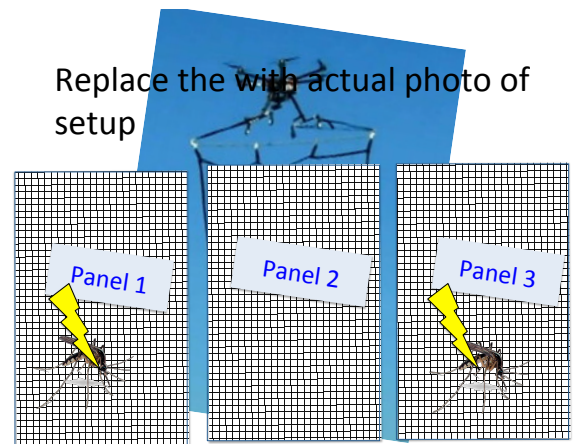 Replace the with actual photo of
setup
Panel 1
Panel 2
Panel 3